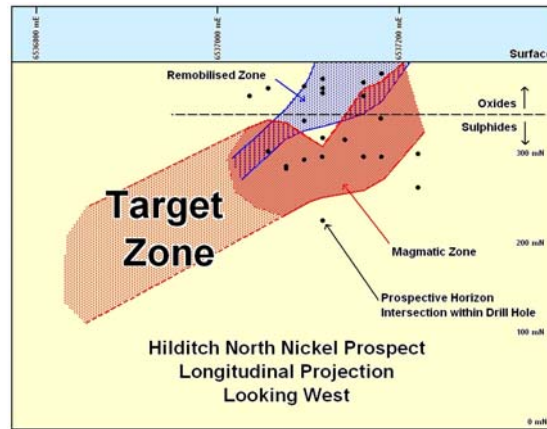 6536800 mE
6537000 mE
6537200 mE
Surface
Remobilised Zone
Oxides
Sulphides
300 mN
Target
Zone
200 mN
Magmatic Zone
Prospective Horizon
Intersection within Drill Hole
100 mN
Hilditch North Nickel Prospect
Longitudinal Projection
Looking West
0 mN